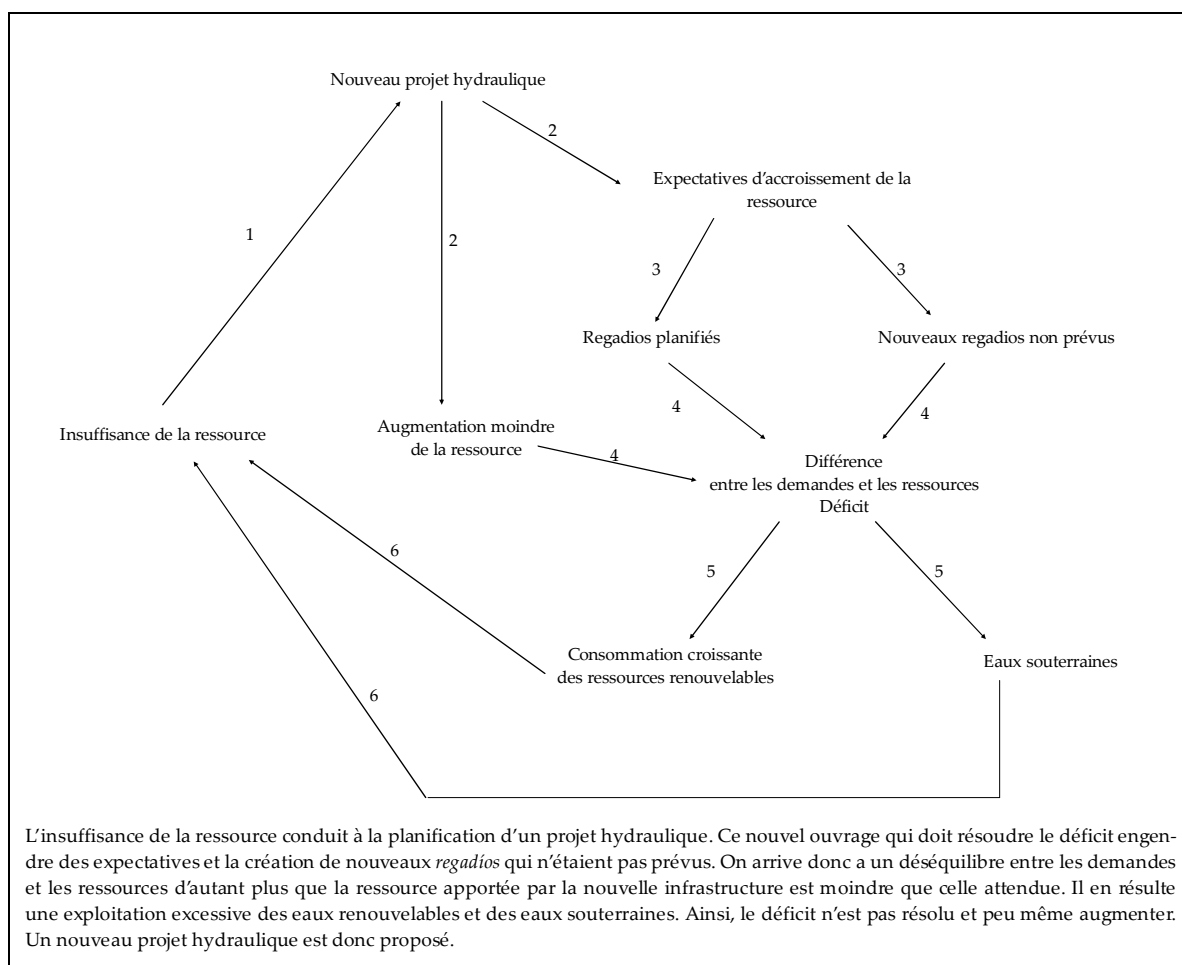 Nouveau projet hydraulique
2
Expectatives d'accroissement de la
ressource
1
2
3
3
Regadios planifiés
Nouveaux regadios non prévus
4
4
Insuffisance de la ressource
Augmentation moindre
de la ressource
4
Différence
entre les demandes et les ressources
Déficit
6
5
5
Consommation croissante
des ressources renouvelables
Eaux souterraines
6
L'insuffisance de la ressource conduit à la planification d'un projet hydraulique. Ce nouvel ouvrage qui doit résoudre le déficit engen-
dre des expectatives et la création de nouveaux regadíos qui n'étaient pas prévus. On arrive donc a un déséquilibre entre les demandes
et les ressources d'autant plus que la ressource apportée par la nouvelle infrastructure est moindre que celle attendue. Il en résulte
une exploitation excessive des eaux renouvelables et des eaux souterraines. Ainsi, le déficit n'est pas résolu et peu même augmenter.
Un nouveau projet hydraulique est donc proposé.